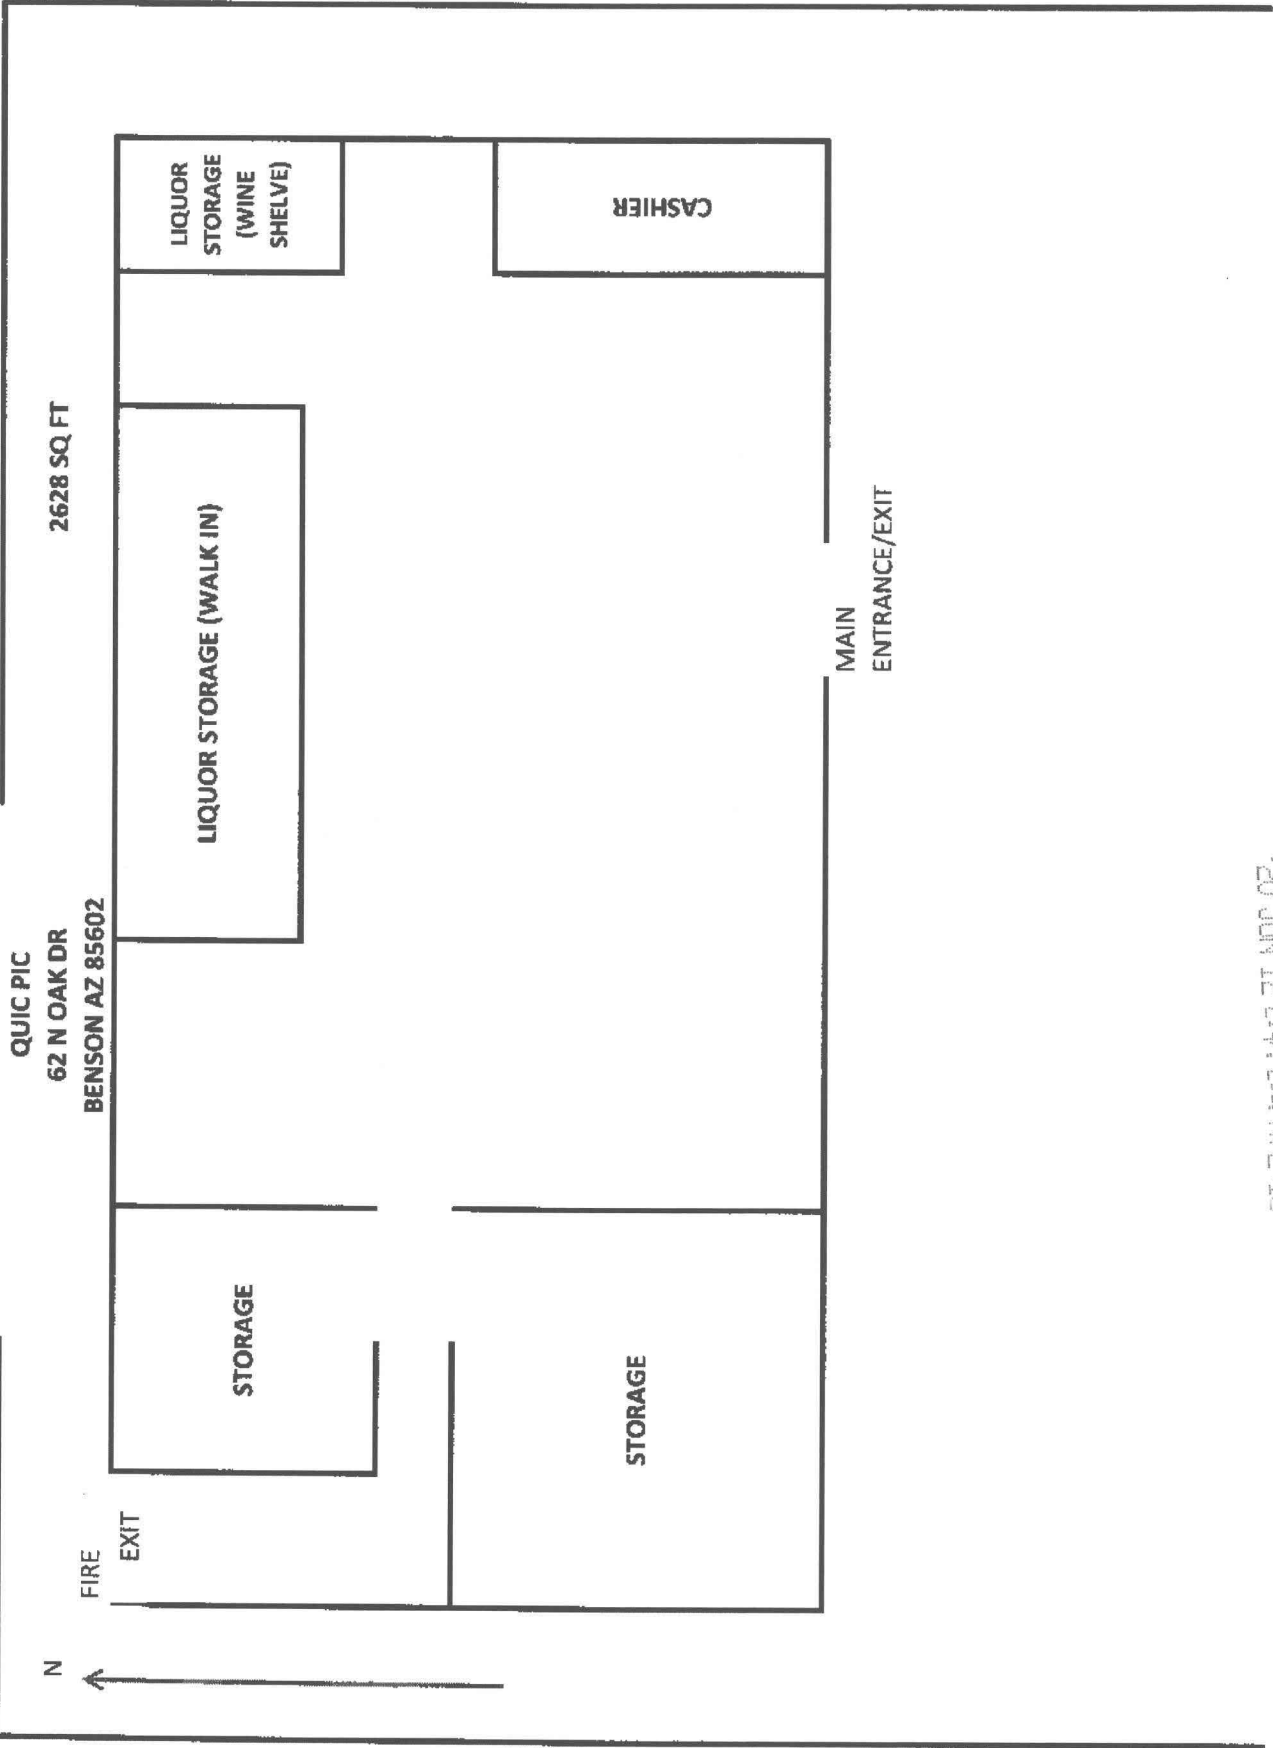 QUIC PIC
62 N OAK DR
BENSON AZ 85602
2628 SQ FT
N
FIRE
EXIT
STORAGE
STORAGE
LIQUOR STORAGE (WALK IN)
LIQUOR
STORAGE
(WINE
SHELVE)
CASHIER
MAIN
ENTRANCE/EXIT